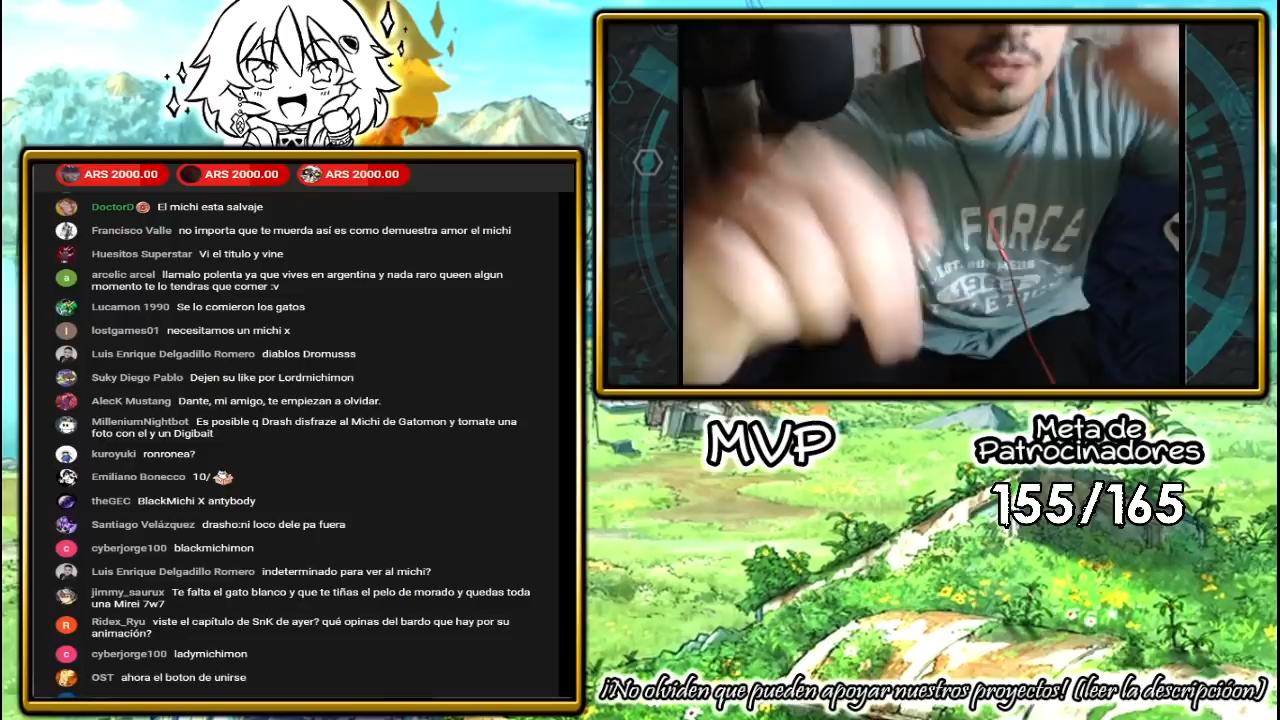 ARS 2000.00 ARS 2000.00 ARS 2000.00
DoctorD El michi esta salvaje
Francisco Valle no importa que te muerda así es como demuestra amor el michi
Huesitos Superstar Vi el titulo y vine
a arcelic arcel llamalo polenta ya que vives en argentina y nada raro queen algun
momento te lo tendras que comer :v
Lucamon 1990 Se lo comieron los gatos
l lostgames01 necesitamos un michi x
Luis Enrique Delgadillo Romero diablos Dromusss
Suky Diego Pablo Dejen su like por Lordmichimon
AlecK Mustang Dante, mi amigo, te empiezan a olvidar.
MilleniumNightbot Es posible q Drash disfraze al Michi de Gatomon y tomate una
foto con el y un Digibait
kuroyuki ronronea?
Emiliano Bonecco 10/
theGEC BlackMichi X antybody
Santiago Velázquez drasho:ni loco dele pa fuera
c cyberjorge100 blackmichimon
Luis Enrique Delgadillo Romero indeterminado para ver al michi?
jimmy_saurux Te falta el gato blanco y que te tiñas el pelo de morado y quedas toda
una Mirei 7w7
R Ridex_Ryu viste el capítulo de SnK de ayer? qué opinas del bardo que hay por su
animación?
c cyberjorge100 ladymichimon
OST ahora el boton de unirse
FORCE
MVP
Meta de
Patrocinadores
155/165
¡No olviden que pueden apoyar nuestros proyectos! (leer la descripcióon)